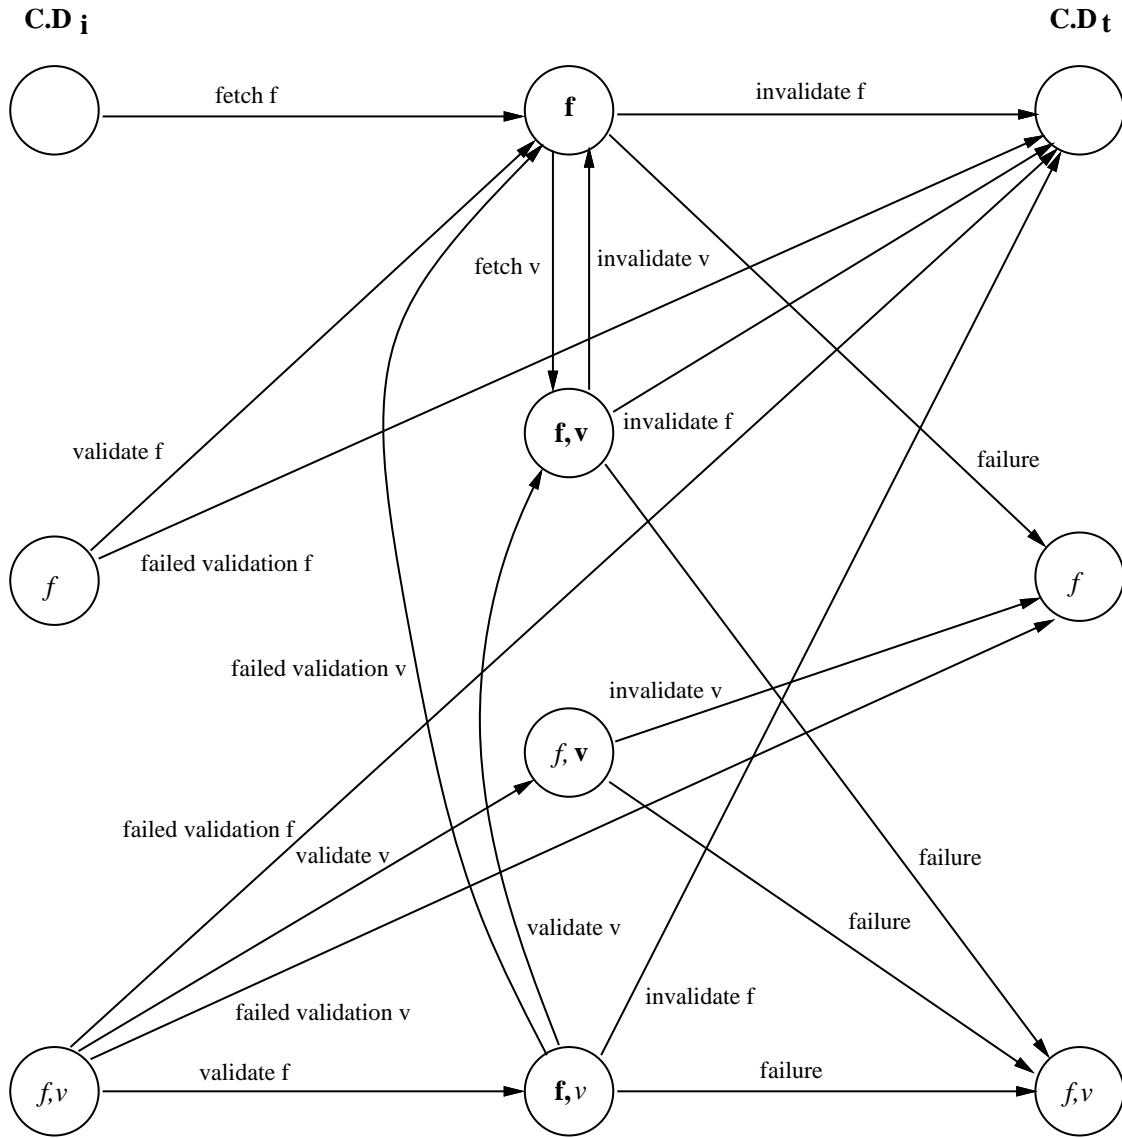 C.D i
C.D t
fetch f
f
invalidate f
fetch v
invalidate v
validate f
f, v
invalidate f
failure
failed validation f
f
f
failed validation v
invalidate v
f, v
failed validation f
validate v
failure
failure
validate v
failed validation v
invalidate f
validate f
failure
f,v
f,v
f,v